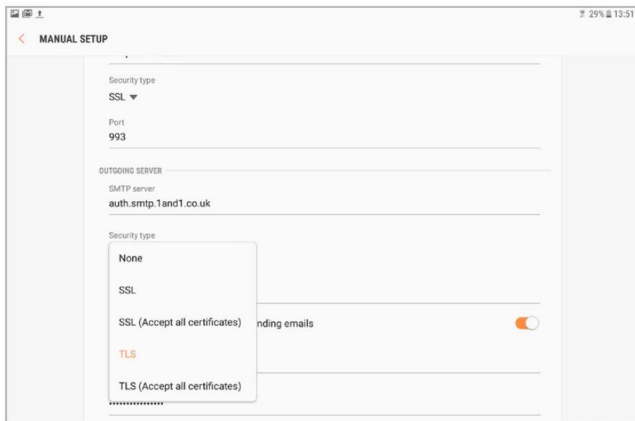 29% 13:51
MANUAL SETUP
Security type
SSL
Port
993
OUTGOING SERVER
SMTP server
auth.smtp.1and1.co.uk
Security type
None
SSL
SSL (Accept all certificates)
nding emails
TLS
TLS (Accept all certificates)